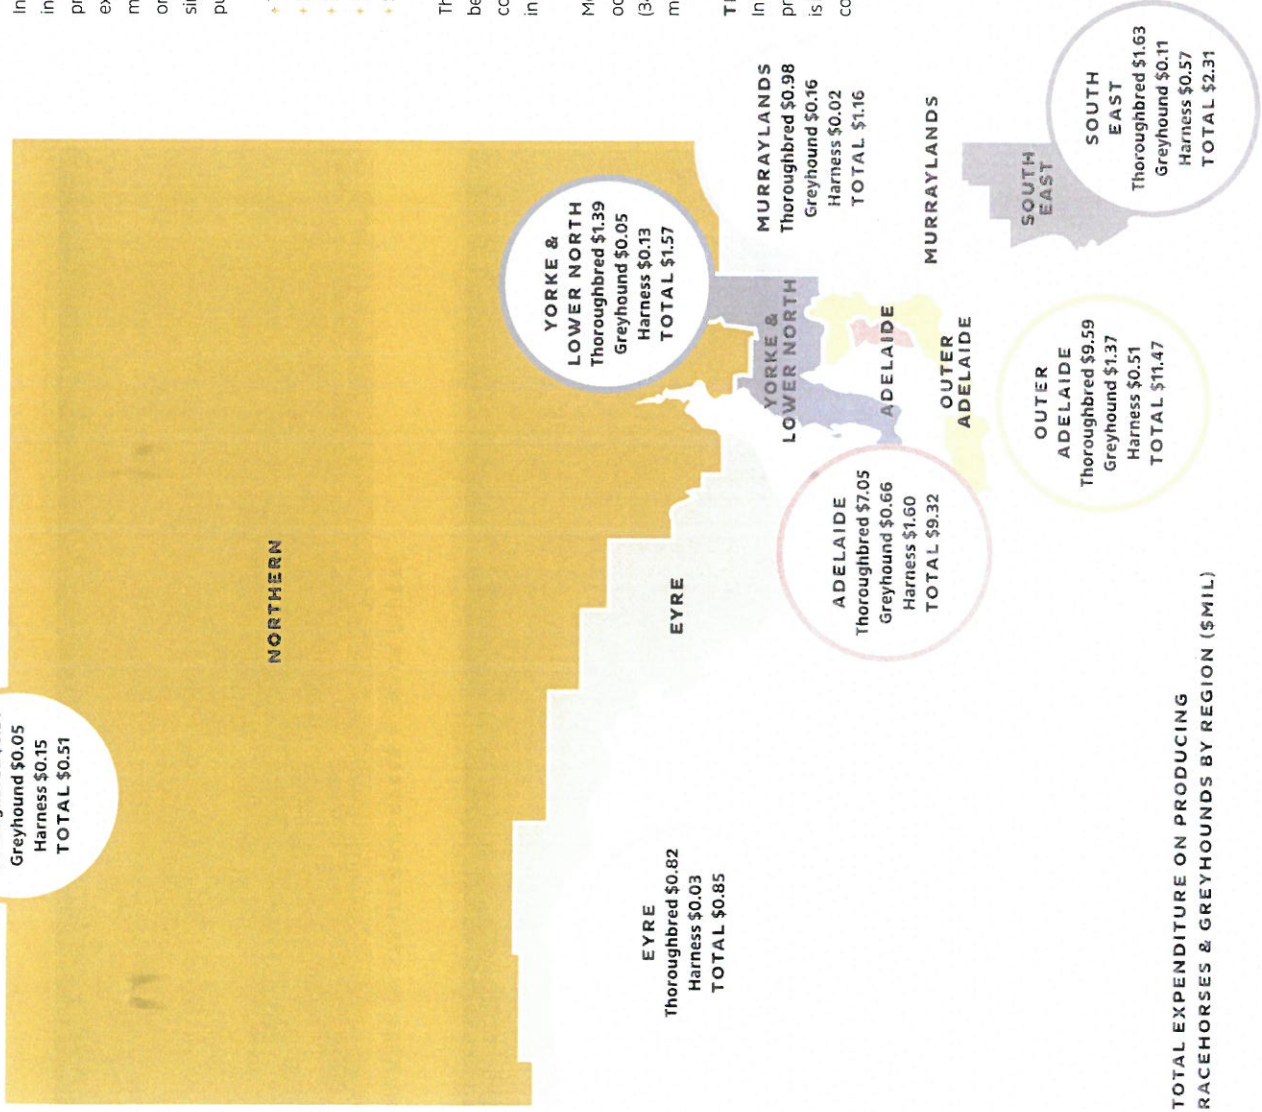 Greyhound $0.05
Harness $0.15
TOTAL $0.51
NORTHERN
YORKE &
LOWER NORTH
Thoroughbred $1.39
Greyhound $0.05
Harness $0.13
TOTAL $1.57
EYRE
EYRE
Thoroughbred $0.82
Harness $0.03
TOTAL $0.85
YORKE &
LOWER NORTH
MURRAYLANDS
Thoroughbred $0.98
Greyhound $0.16
Harness $0.02
TOTAL $1.16
ADELAIDE
Thoroughbred $7.05
Greyhound $0.66
Harness $1.60
TOTAL $9.32
ADELAIDE
OUTER
ADELAIDE
MURRAYLANDS
SOUTH
EAST
OUTER
ADELAIDE
Thoroughbred $9.59
Greyhound $1.37
Harness $0.51
TOTAL $11.47
SOUTH
EAST
Thoroughbred $1.63
Greyhound $0.11
Harness $0.57
TOTAL $2.31
TOTAL EXPENDITURE ON PRODUCING
RACEHORSES & GREYHOUNDS BY REGION ($MIL)